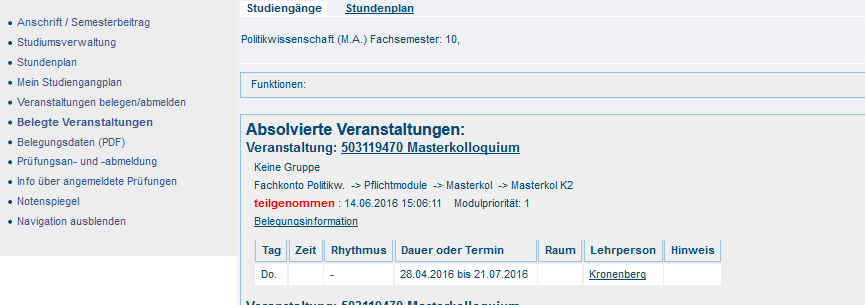 Studiengänge Stundenplan
Anschrift / Semesterbeitrag
Studiumsverwaltung
Stundenplan
Mein Studiengangplan
Veranstaltungen belegen/abmelden
Belegte Veranstaltungen
Belegungsdaten (PDF)
Prüfungsan- und -abmeldung
Info über angemeldete Prüfungen
Notenspiegel
Navigation ausblenden
Politikwissenschaft (M.A.) Fachsemester: 10,
Funktionen:
Absolvierte Veranstaltungen:
Veranstaltung: 503119470 Masterkolloquium
Keine Gruppe
Fachkonto Politikw. -> Pflichtmodule -> Masterkol -> Masterkol K2
teilgenommen : 14.06.2016 15:06:11 Modulpriorität: 1
Belegungsinformation
Tag Zeit Rhythmus Dauer oder Termin Raum Lehrperson Hinweis
Do. - 28.04.2016 bis 21.07.2016 Kronenberg
Veranstaltung: 503119470 Masterkolloquium